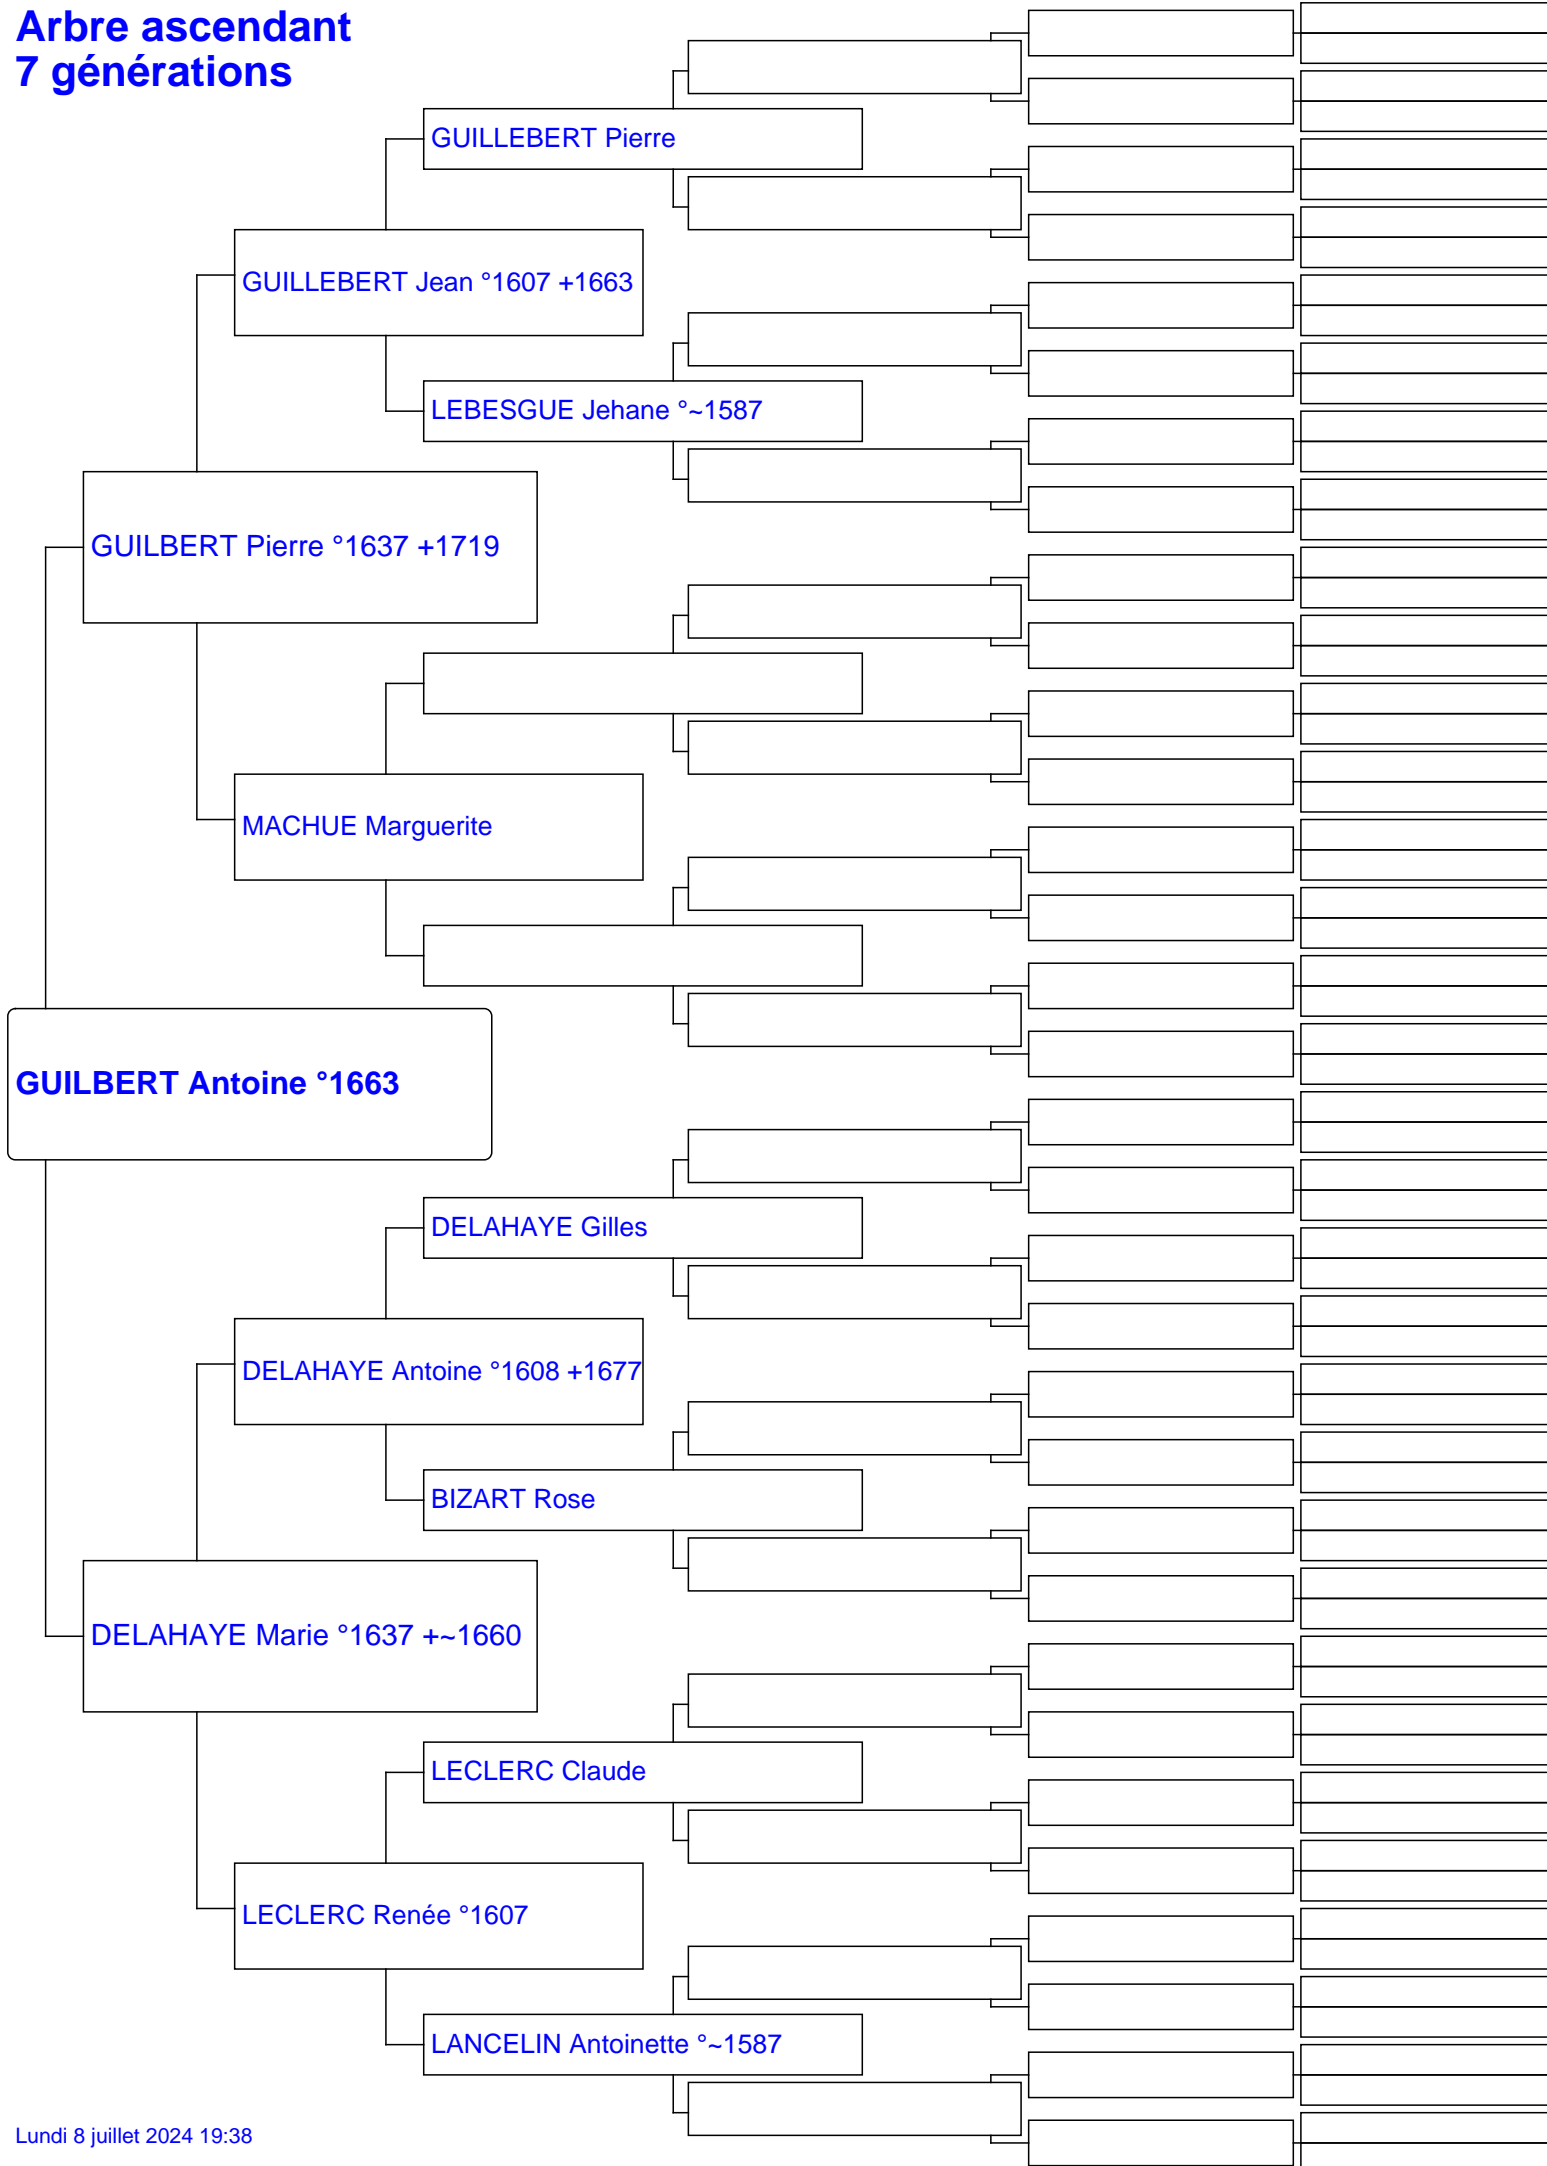 Arbre ascendant
7 générations
GUILLEBERT Pierre
GUILLEBERT Jean °1607 +1663
LEBESGUE Jehane °~1587
GUILBERT Pierre °1637 +1719
MACHUE Marguerite
GUILBERT Antoine °1663
DELAHAYE Gilles
DELAHAYE Antoine °1608 +1677
BIZART Rose
DELAHAYE Marie °1637 +~1660
LECLERC Claude
LECLERC Renée °1607
LANCELIN Antoinette °~1587
Lundi 8 juillet 2024 19:38